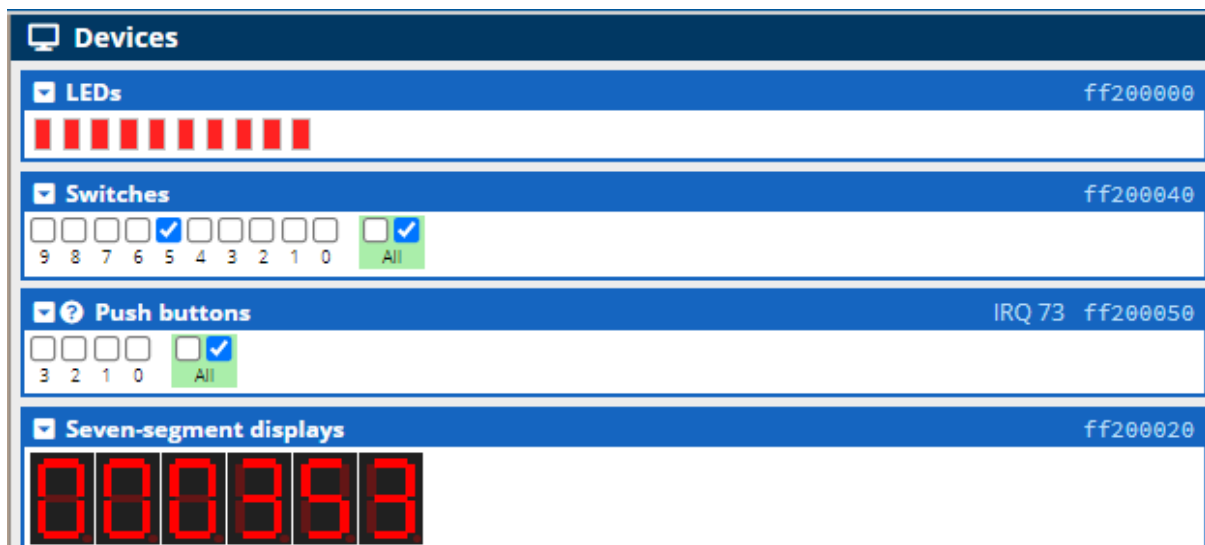 Devices
LEDs ff200000
Switches ff200040
9 8 7 6 5 4 3 2 1 0 All
Push buttons IRQ 73 ff200050
3 2 1 0 All
Seven-segment displays ff200020
000353